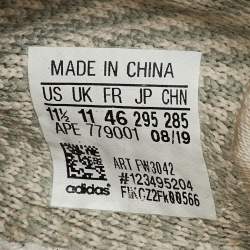 MADE IN CHINA
US UK FR JP CHN
11½ 11 46 295 285
APE 779001 08/19
ART FW3042
#123495204
adidas